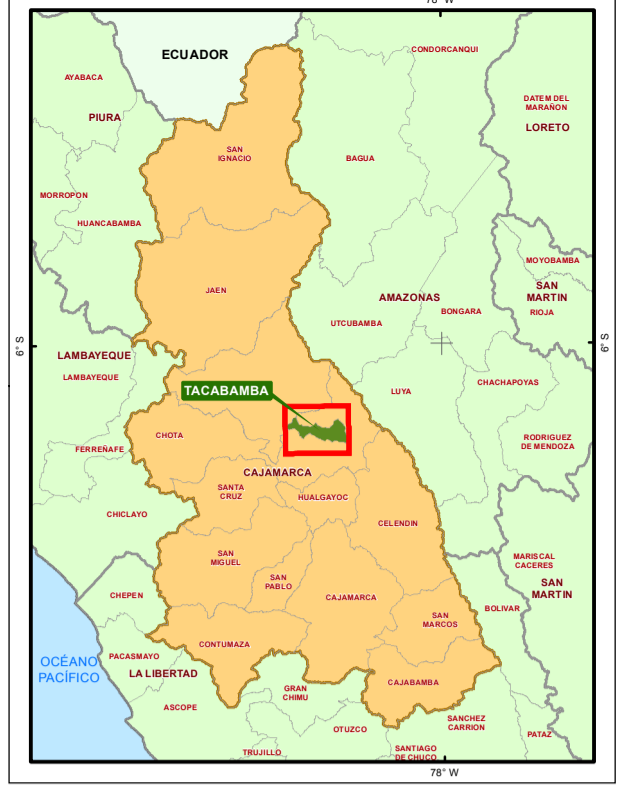 78° W
ECUADOR
CONDORCANQUI
AYABACA
DATEM DEL
MARAÑON
PIURA
LORETO
SAN
IGNACIO
BAGUA
MORROPON
HUANCABAMBA
MOYOBAMBA
JAEN
AMAZONAS
SAN
MARTIN
BONGARA
RIOJA
UTCUBAMBA
6° S
6° S
LAMBAYEQUE
LAMBAYEQUE
TACABAMBA
LUYA
CHACHAPOYAS
CHOTA
FERREÑAFE
RODRIGUEZ
DE MENDOZA
CAJAMARCA
SANTA
CRUZ
HUALGAYOC
CHICLAYO
CELENDIN
SAN
MIGUEL
MARISCAL
CACERES
SAN
PABLO
SAN
MARTIN
CHEPEN
CAJAMARCA
BOLIVAR
SAN
MARCOS
CONTUMAZA
OCÉANO
PACÍFICO
PACASMAYO
LA LIBERTAD
CAJABAMBA
GRAN
CHIMU
ASCOPE
SANCHEZ
CARRION
OTUZCO
PATAZ
TRUJILLO
SANTIAGO
DE CHUCO
78° W